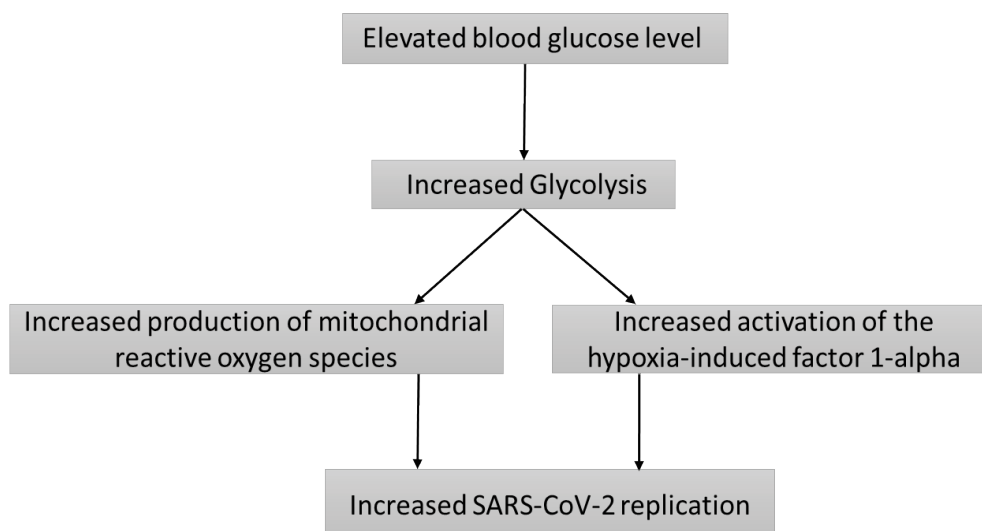 Elevated blood glucose level
Increased Glycolysis
Increased production of mitochondrial
reactive oxygen species
Increased activation of the
hypoxia-induced factor 1-alpha
Increased SARS-CoV-2 replication